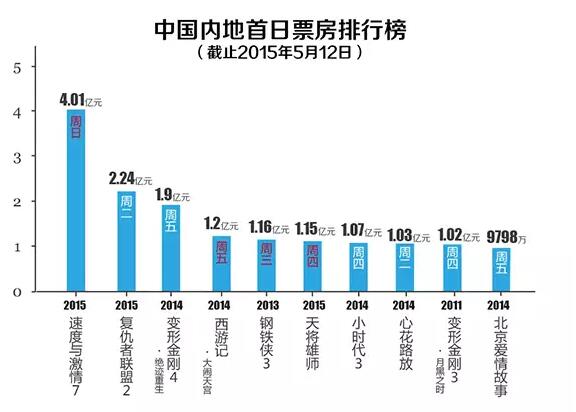 中国内地首日票房排行榜
（截止2015年5月12日）
5
4
3
2
1
0
4.01亿元
周日
2015
速度与激情7
2.24亿元
周二
2015
复仇者联盟2
1.9亿元
周五
2014
变形金刚4
·绝迹重生
1.2亿元
周五
2014
西游记
·大闹天宫
1.16亿元
周三
2013
钢铁侠3
1.15亿元
周四
2015
天将雄师
1.07亿元
周四
2014
小时代3
1.03亿元
周二
2014
心花路放
1.02亿元
周四
2011
变形金刚3
·月黑之时
9798万
周五
2014
北京爱情故事